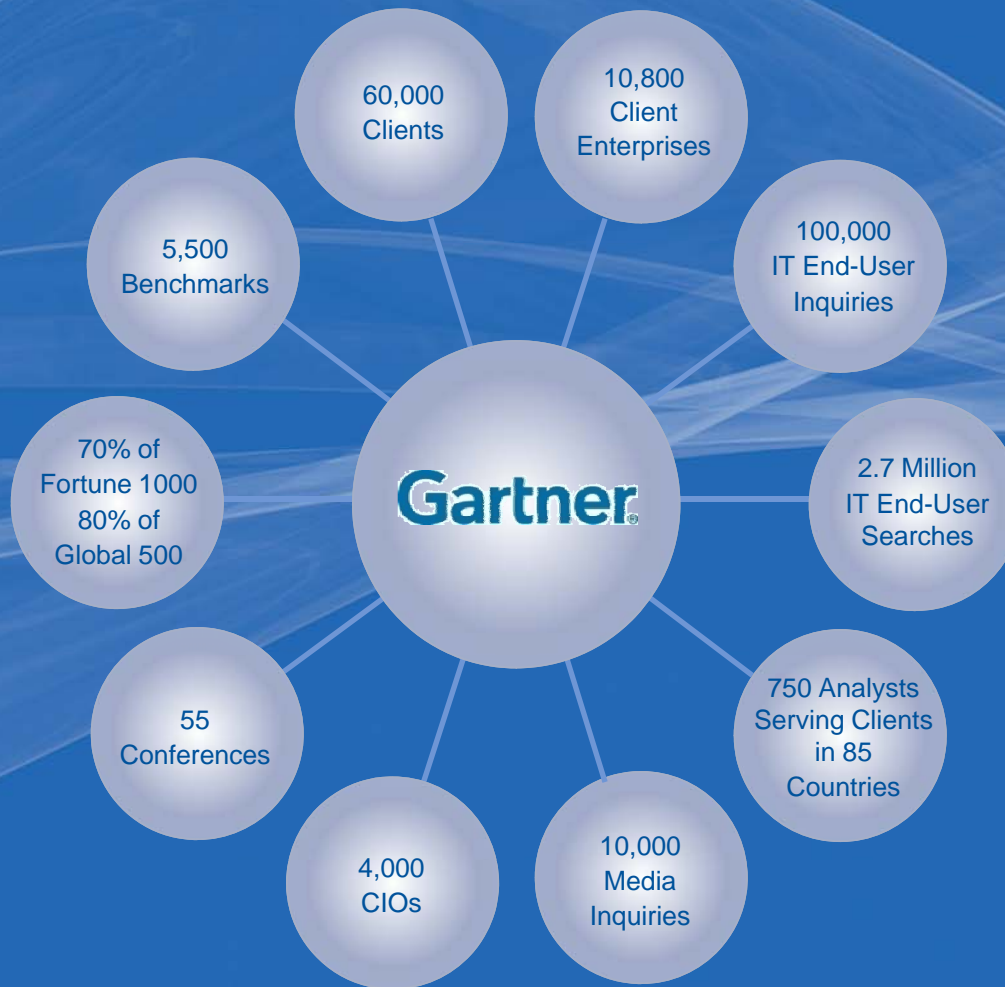 60,000
Clients
10,800
Client
Enterprises
5,500
Benchmarks
100,000
IT End-User
Inquiries
70% of
Fortune 1000
80% of
Global 500
Gartner®
2.7 Million
IT End-User
Searches
55
Conferences
750 Analysts
Serving Clients
in 85
Countries
4,000
CIOs
10,000
Media
Inquiries